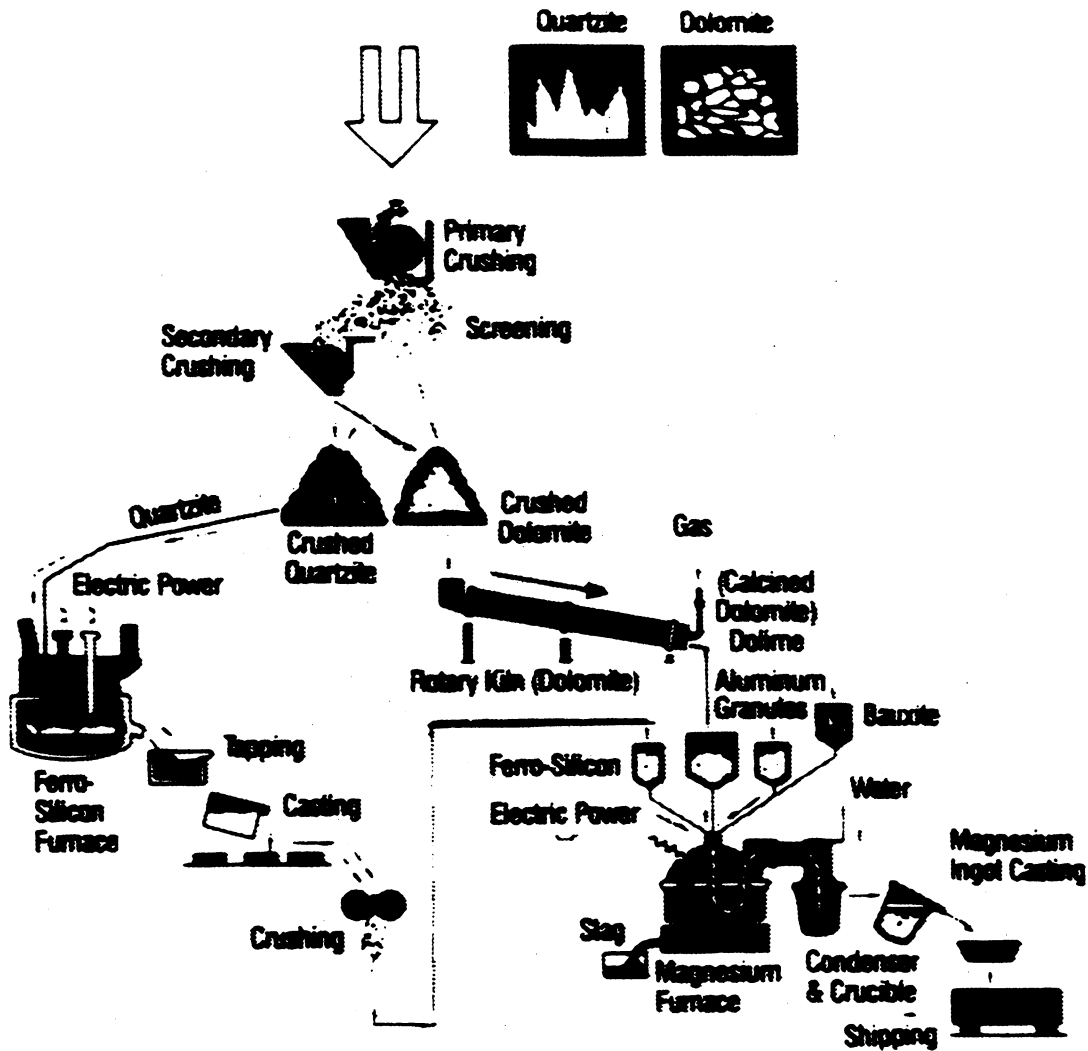 Quartzite
Dolomite
Primary
Crushing
Screening
Secondary
Crushing
Quartzite
Crushed
Quartzite
Crushed
Dolomite
Gas
Electric Power
(Calcined
Dolomite)
Dolime
Rotary Kiln (Dolomite)
Aluminum
Granules
Bauxite
Tapping
Ferro-Silicon
Ferro-
Silicon
Furnace
Casting
Electric Power
Water
Magnesium
Ingot Casting
Crushing
Slag
Magnesium
Furnace
Condenser
& Crucible
Shipping